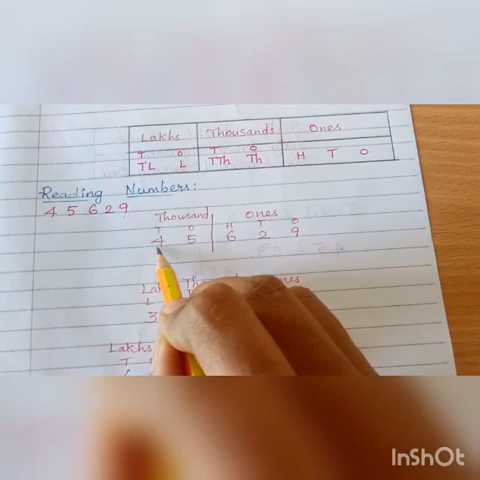 Lakhs Thousands Ones
T O T O
TL L TTh Th H T O
Reading Numbers:
4 5 6 2 9
Thousand Ones
T O H T O
4 5 6 2 9
L
3
Lakhs
T
InShOt